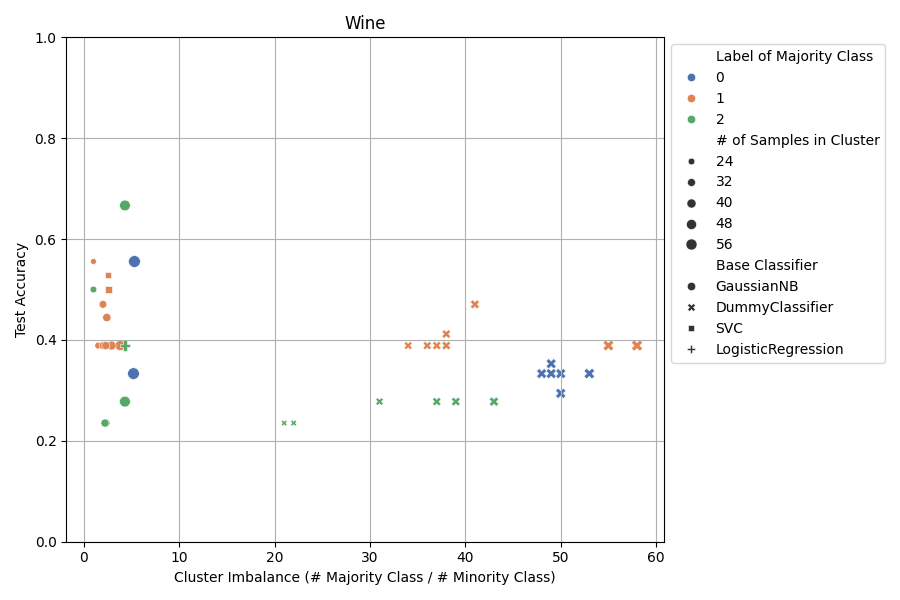 Wine
1.0
0.8
0.6
0.4
0.2
0.0
Test Accuracy
0 10 20 30 40 50 60
Cluster Imbalance (# Majority Class / # Minority Class)
Label of Majority Class
0
1
2
# of Samples in Cluster
24
32
40
48
56
Base Classifier
GaussianNB
DummyClassifier
SVC
LogisticRegression